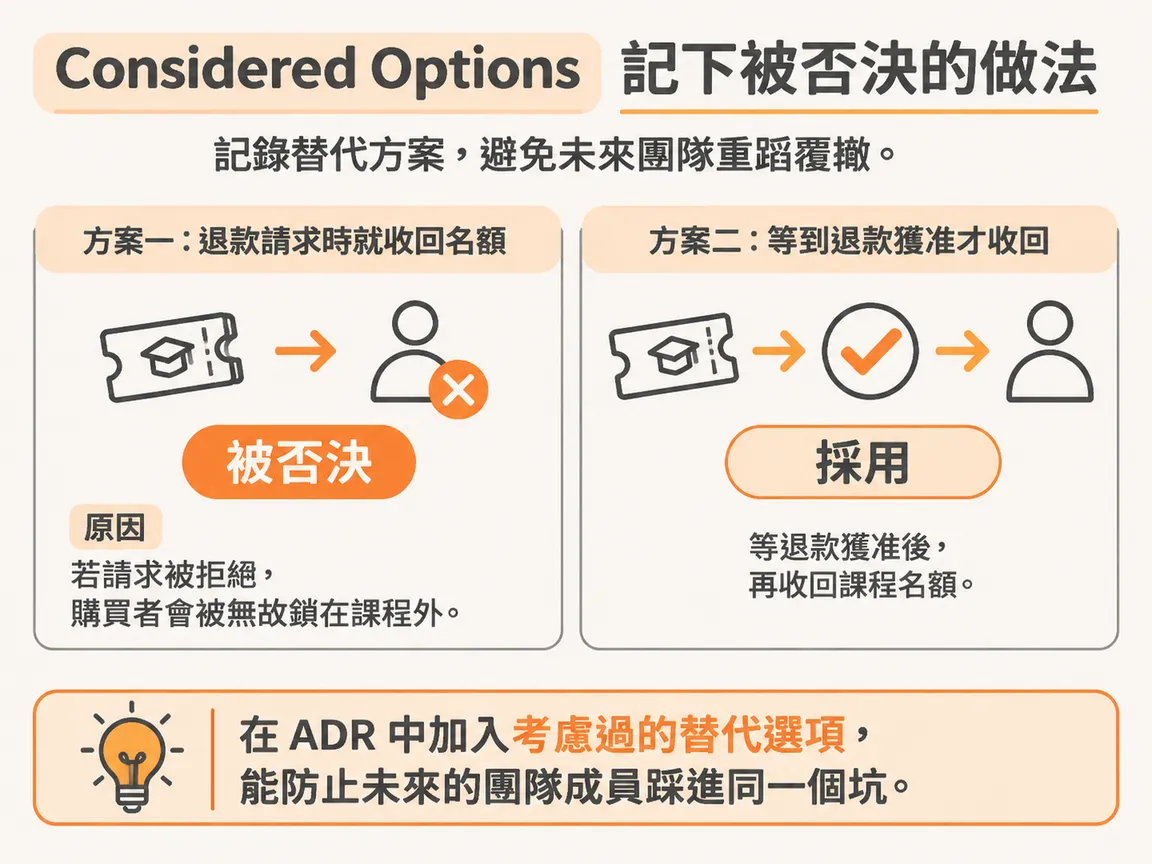 Considered Options 記下被否決的做法
記錄替代方案，避免未來團隊重蹈覆撤。
方案一：退款請求時就收回名額
被否決
原因
若請求被拒絕，
購買者會被無故鎖在課程外。
方案二：等到退款獲准才收回
採用
等退款獲准後，
再收回課程名額。
在 ADR 中加入考慮過的替代選項，
能防止未來的團隊成員踩進同一個坑。